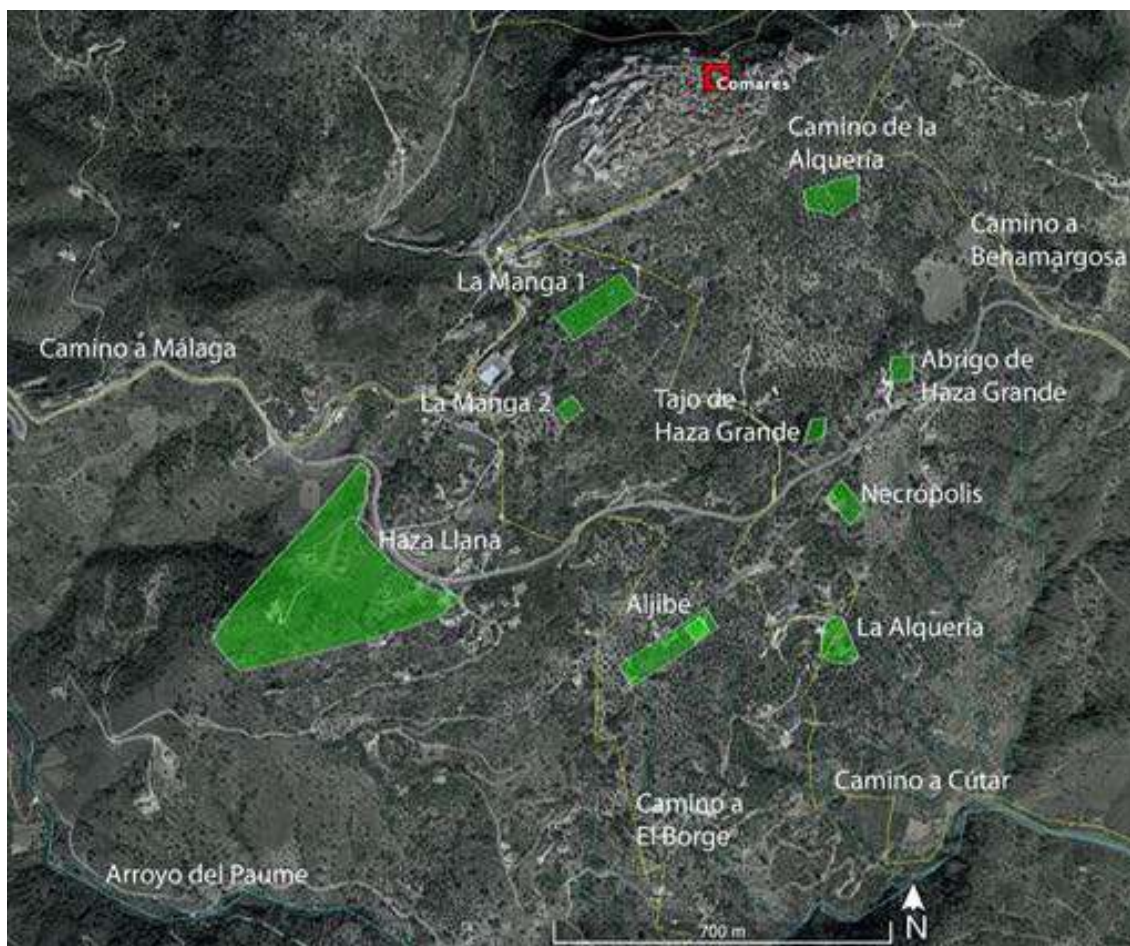 Comares
Camino de la
Alquería
Camino a
Benamargosa
La Manga 1
Camino a Málaga
Abrigo de
Haza Grande
La Manga 2
Tajo de
Haza Grande
Necrópolis
Haza Llana
Aljibe
La Alquería
Camino a Cútar
Camino a
El Borge
Arroyo del Paume
N
700 m